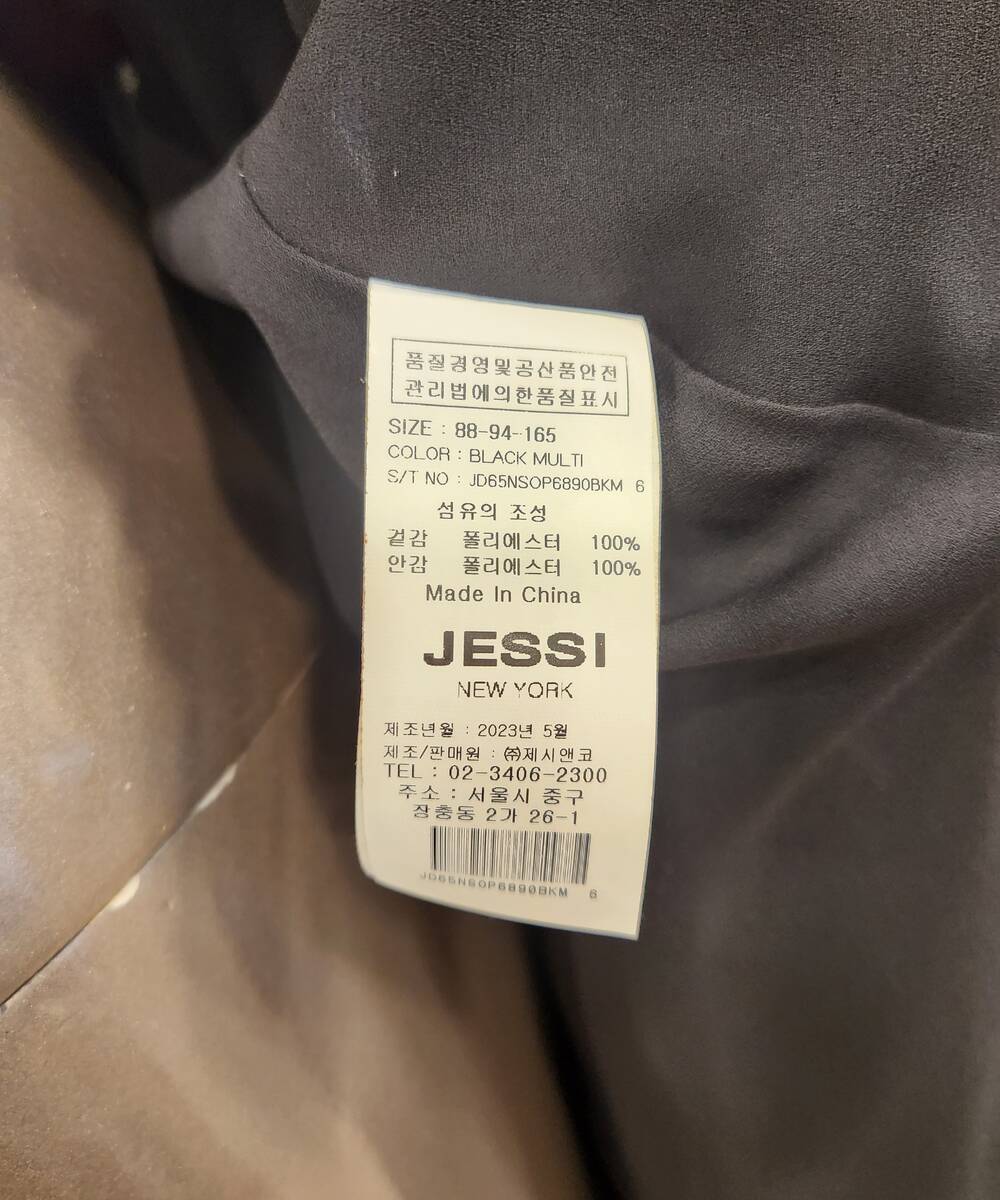 품질경영및공산품안전
관리법에의한품질표시
SIZE : 88-94-165
COLOR : BLACK MULTI
S/T NO : JD65NSOP6890BKM 6
섬유의 조성
겉감 폴리에스터 100%
안감 폴리에스터 100%
Made In China
JESSI
NEW YORK
제조년월 : 2023년 5월
제조/판매원 : ㈜제시앤코
TEL : 02-3406-2300
주소 : 서울시 중구
장충동 2가 26-1
JD65NSOP6890BKM 6